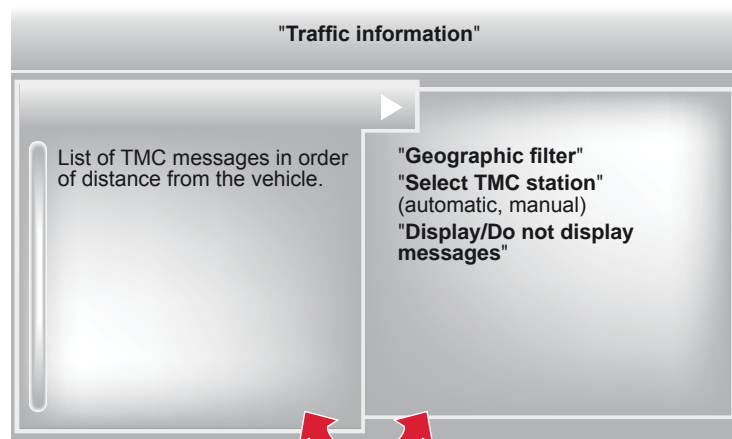 "Traffic information"
List of TMC messages in order
of distance from the vehicle.
"Geographic filter"
"Select TMC station"
(automatic, manual)
"Display/Do not display
messages"